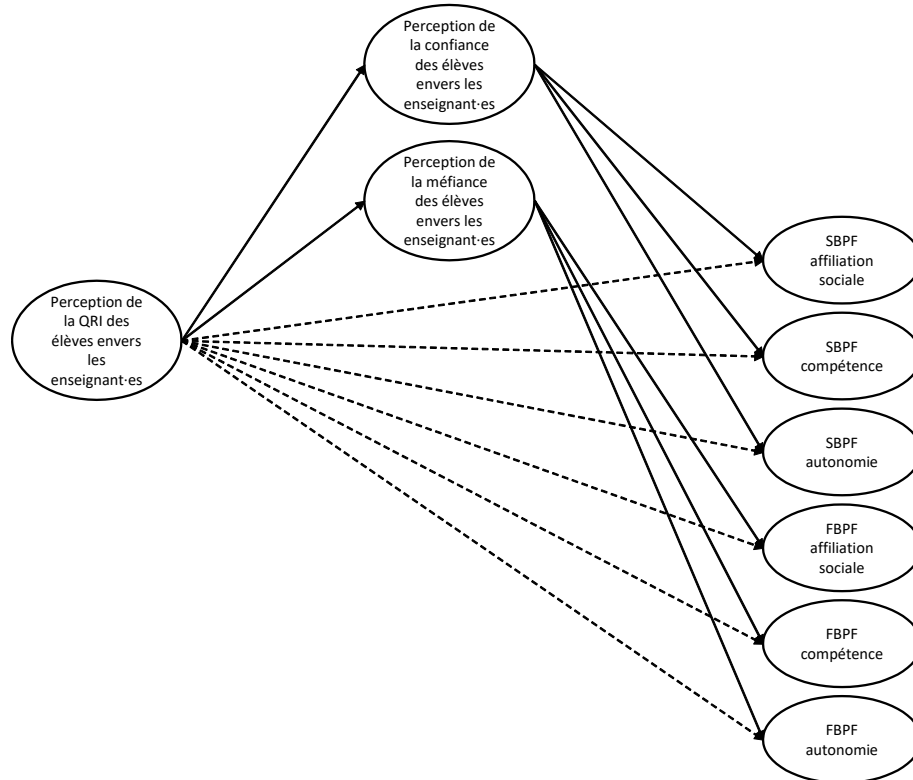 Perception de
la confiance
des élèves
envers les
enseignant·es
Perception de
la méfiance
des élèves
envers les
enseignant·es
Perception de
la QRI des
élèves envers
les
enseignant·es
SBPF
affiliation
sociale
SBPF
compétence
SBPF
autonomie
FBPF
affiliation
sociale
FBPF
compétence
FBPF
autonomie